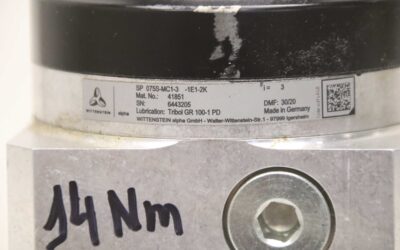 SP 075S-MC1-3 -1E1-2K i= 3
Mat. No.: 41851
SN: 6443205 DMF: 30/20
Lubrication: Tribol GR 100-1 PD Made in Germany
WITTENSTEIN alpha
WITTENSTEIN alpha GmbH - Walter-Wittenstein-Str.1 - 97999 Igersheim
14 Nm